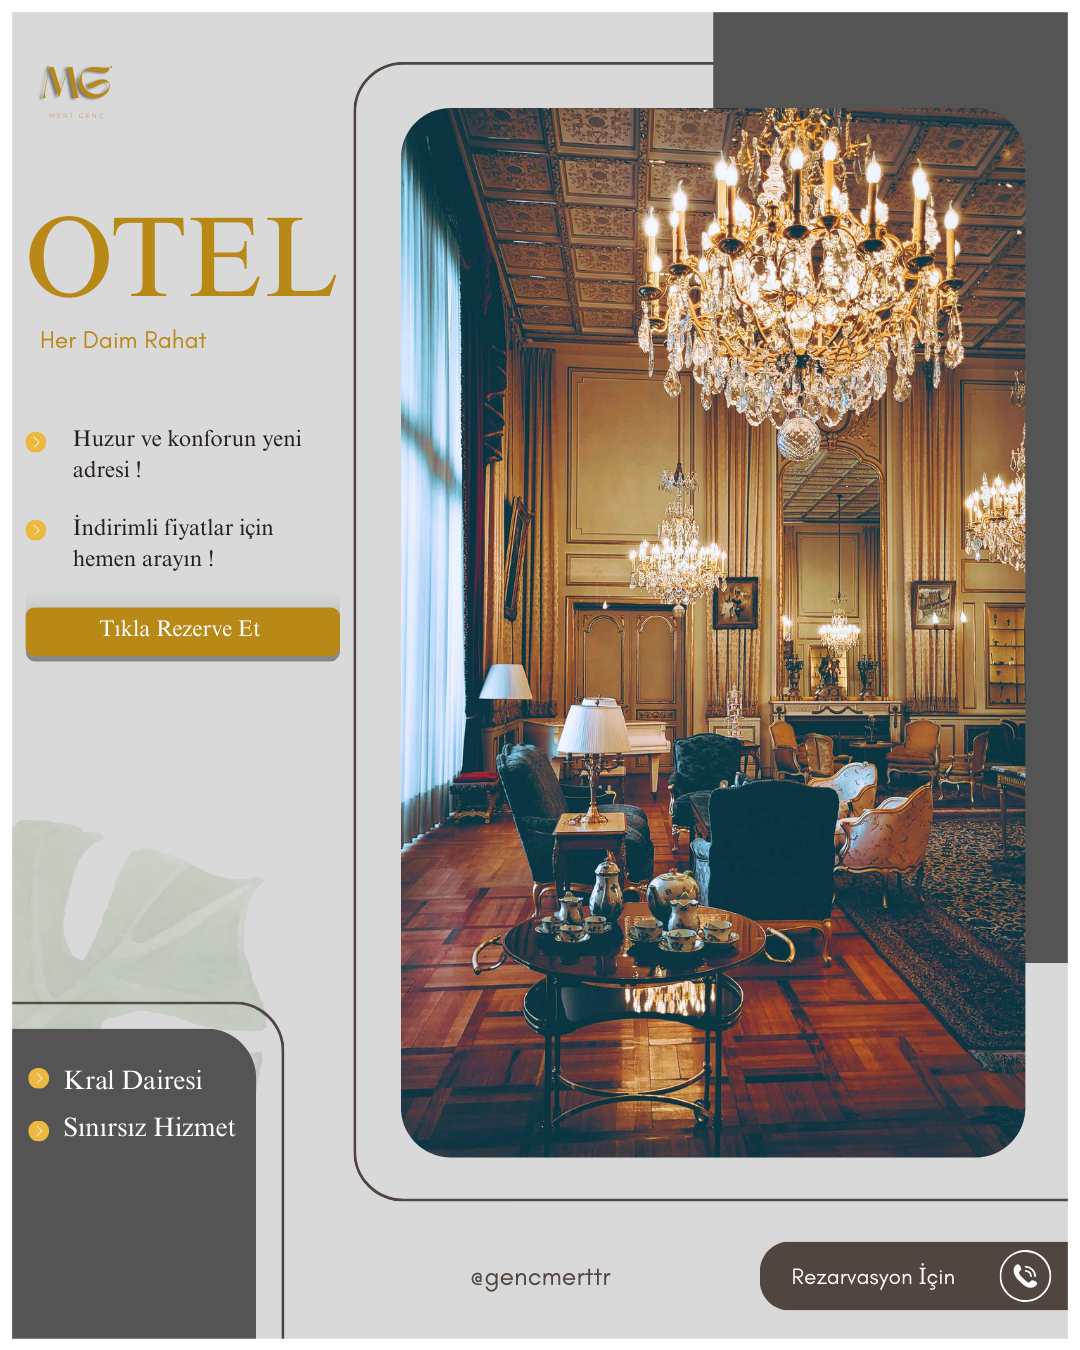 MG
MERT GENC
OTEL
Her Daim Rahat
Huzur ve konforun yeni
adresi !
İndirimli fiyatlar için
hemen arayın !
Tıkla Rezerve Et
Kral Dairesi
Sınırsız Hizmet
@gencmerttr
Rezarvasyon İçin